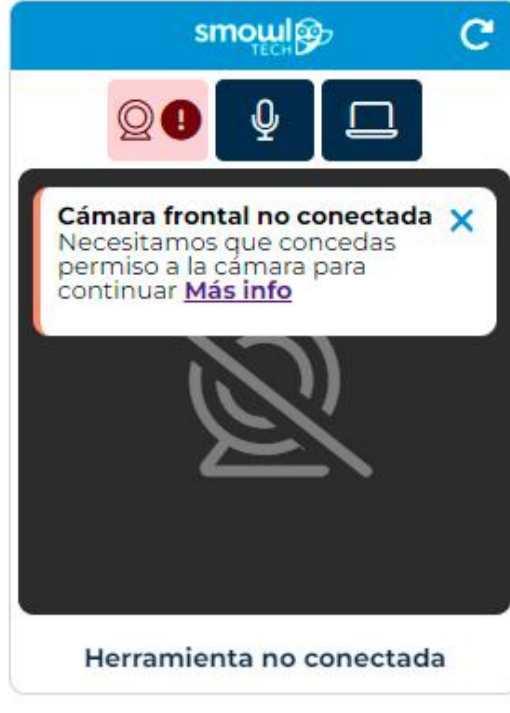 smowl
TECH
Cámara frontal no conectada
Necesitamos que concedas
permiso a la cámara para
continuar Más info
Herramienta no conectada